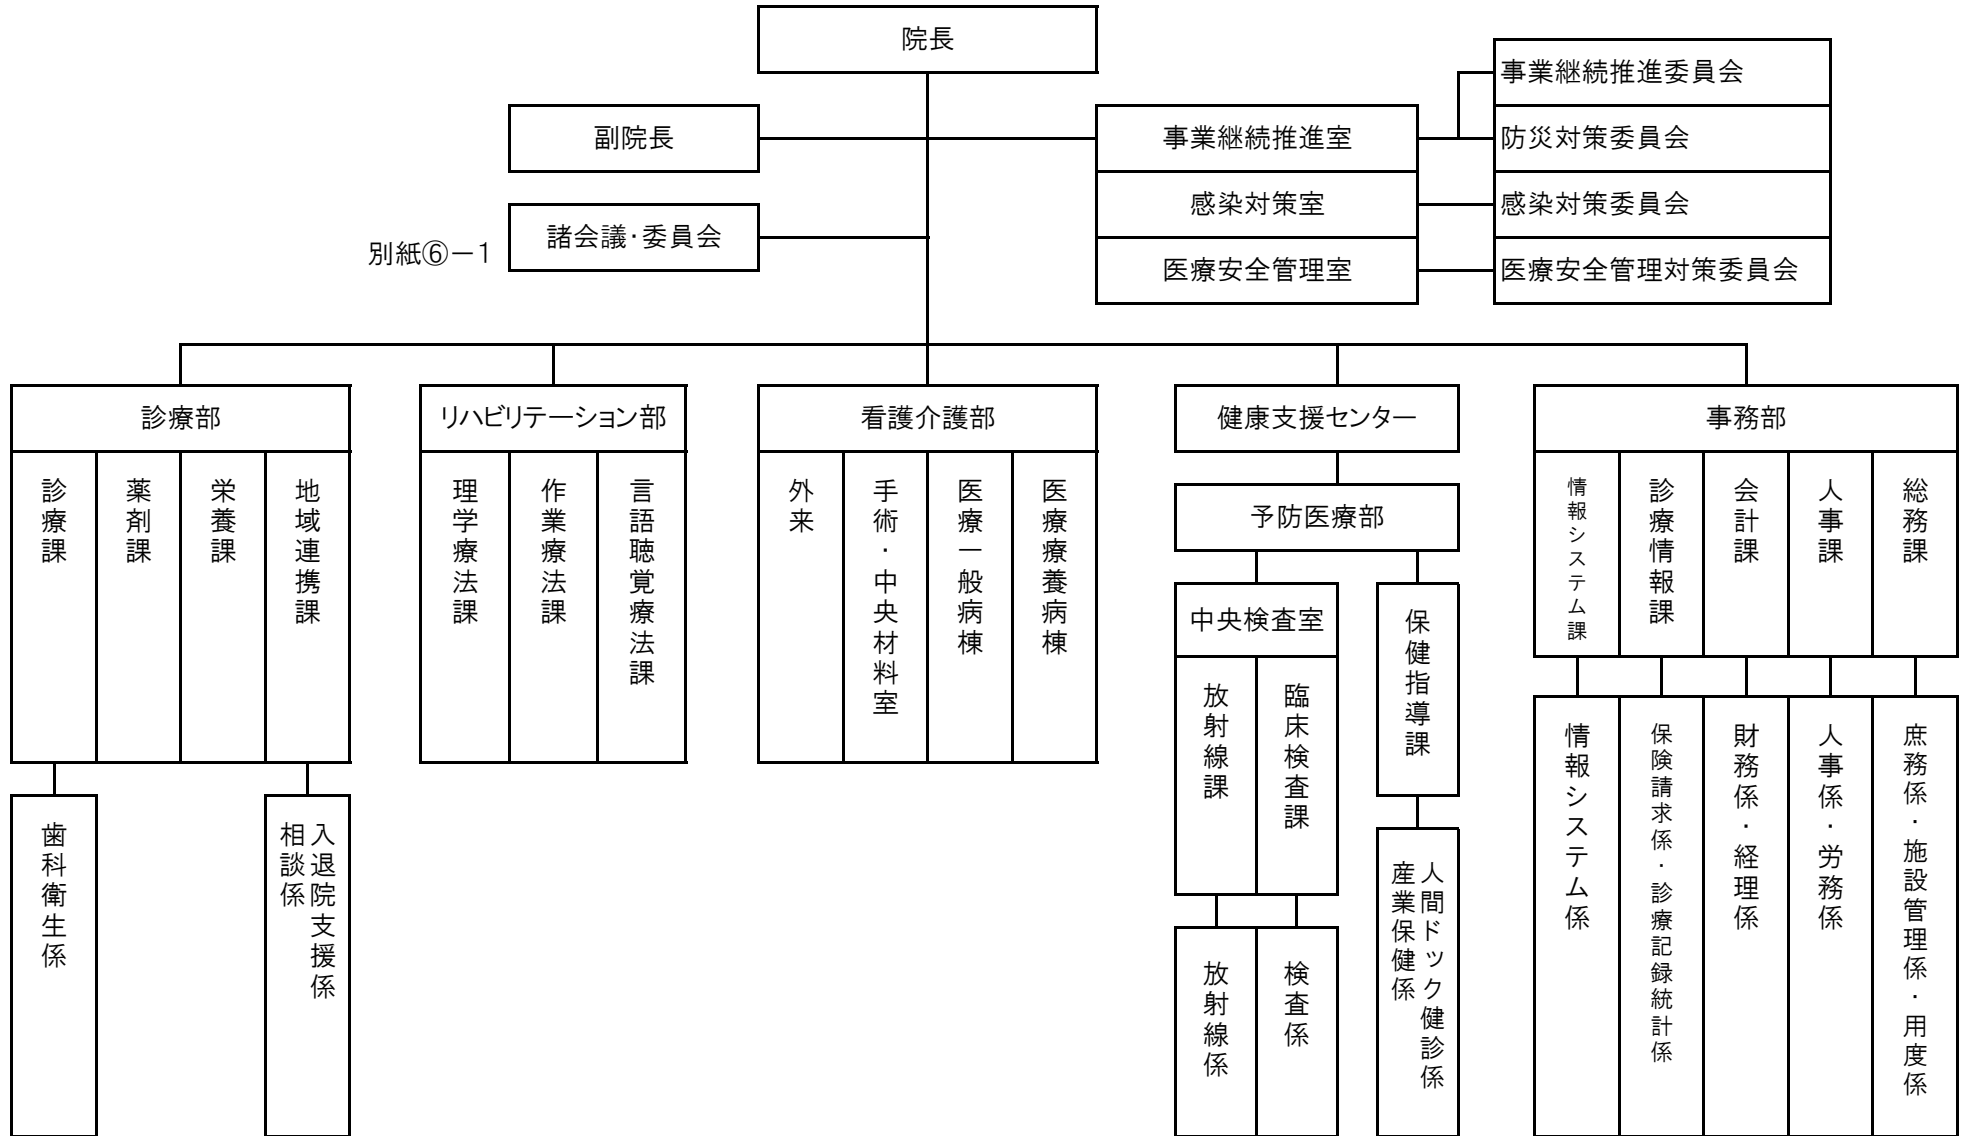 院長
事業継続推進委員会
副院長
事業継続推進室
防災対策委員会
感染対策室
感染対策委員会
諸会議・委員会
別紙⑥－1
医療安全管理室
医療安全管理対策委員会
診療部
リハビリテーション部
看護介護部
健康支援センター
事務部
診療課
薬剤課
栄養課
地域連携課
理学療法課
作業療法課
言語聴覚療法課
外来
手術・中央材料室
医療一般病棟
医療療養病棟
予防医療部
中央検査室
保健指導課
放射線課
臨床検査課
情報システム課
診療情報課
会計課
人事課
総務課
歯科衛生係
入退院支援係
相談係
放射線係
検査係
人間ドック健診係
産業保健係
情報システム係
保険請求係・診療記録統計係
財務係・経理係
人事係・労務係
庶務係・施設管理係・用度係